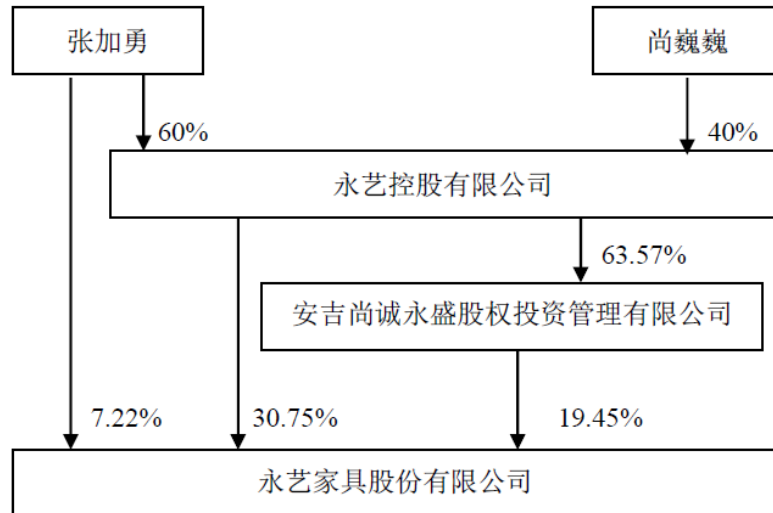 张加勇
尚巍巍
60%
40%
永艺控股有限公司
63.57%
安吉尚诚永盛股权投资管理有限公司
7.22%
30.75%
19.45%
永艺家具股份有限公司